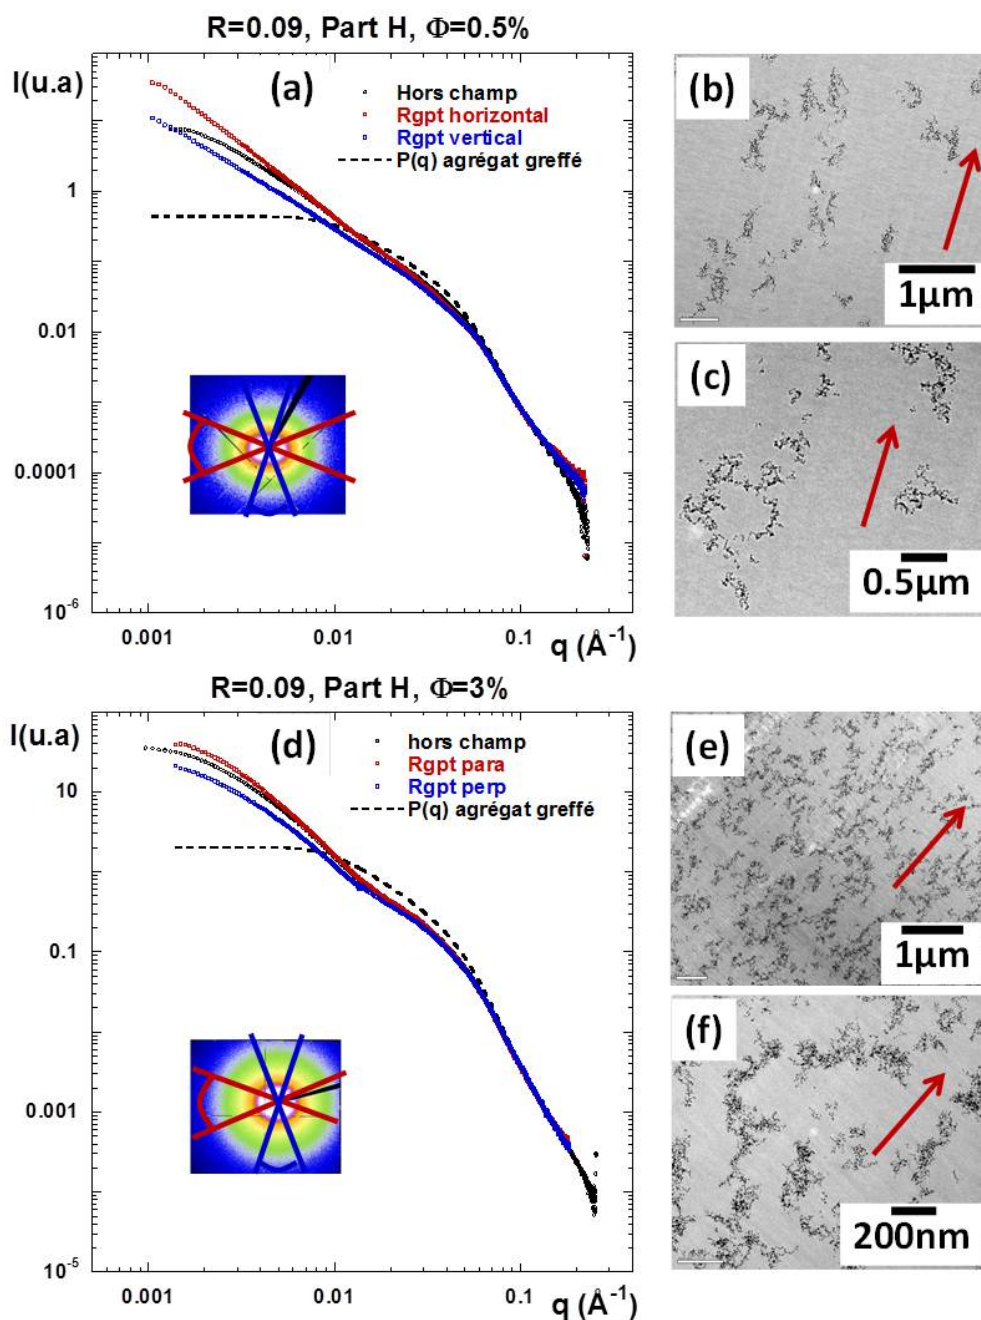 R=0.09, Part H, Φ=0.5%
I(u.a)
(a)
Hors champ
Rgpt horizontal
Rgpt vertical
P(q) agrégat greffé
1
0.01
0.0001
10⁻⁶
0.001
0.01
0.1
q (Å⁻¹)
(b)
1µm
(c)
0.5µm
R=0.09, Part H, Φ=3%
I(u.a)
(d)
hors champ
Rgpt para
Rgpt perp
P(q) agrégat greffé
10
0.1
0.001
10⁻⁵
0.001
0.01
0.1
q (Å⁻¹)
(e)
1µm
(f)
200nm